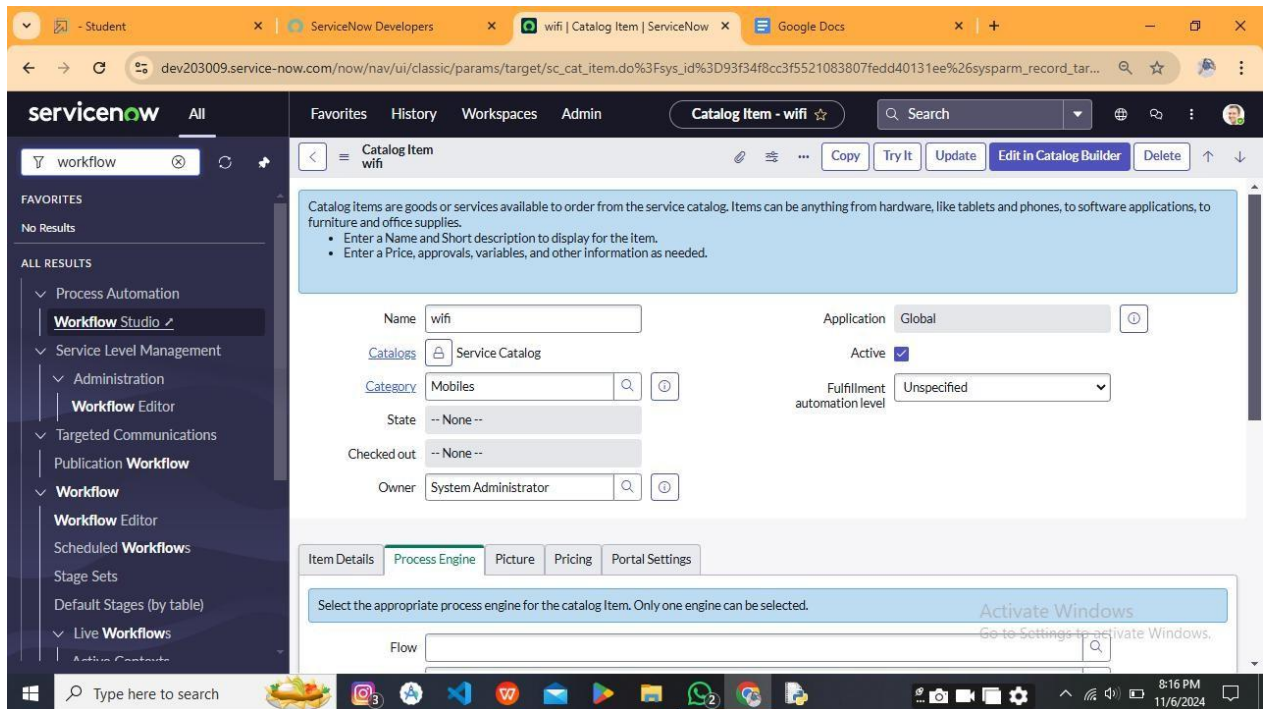 - Student
ServiceNow Developers
wifi | Catalog Item | ServiceNow
Google Docs
dev203009.service-now.com/now/nav/ui/classic/params/target/sc_cat_item.do%3Fsys_id%3D93f34f8cc3f5521083807fedd40131ee%26sysparm_record_tar...
servicenow All Favorites History Workspaces Admin Catalog Item - wifi Search
workflow
FAVORITES
No Results
ALL RESULTS
Process Automation
Workflow Studio
Service Level Management
Administration
Workflow Editor
Targeted Communications
Publication Workflow
Workflow
Workflow Editor
Scheduled Workflows
Stage Sets
Default Stages (by table)
Live Workflows
Active Contexts
Catalog Item
wifi
Copy Try It Update Edit in Catalog Builder Delete
Catalog items are goods or services available to order from the service catalog. Items can be anything from hardware, like tablets and phones, to software applications, to
furniture and office supplies.
• Enter a Name and Short description to display for the item.
• Enter a Price, approvals, variables, and other information as needed.
Name wifi
Catalogs Service Catalog
Category Mobiles
State -- None --
Checked out -- None --
Owner System Administrator
Application Global
Active
Fulfillment
automation level
Unspecified
Item Details Process Engine Picture Pricing Portal Settings
Select the appropriate process engine for the catalog Item. Only one engine can be selected.
Flow
Activate Windows
Go to Settings to activate Windows.
Type here to search
3
2
8:16 PM
11/6/2024